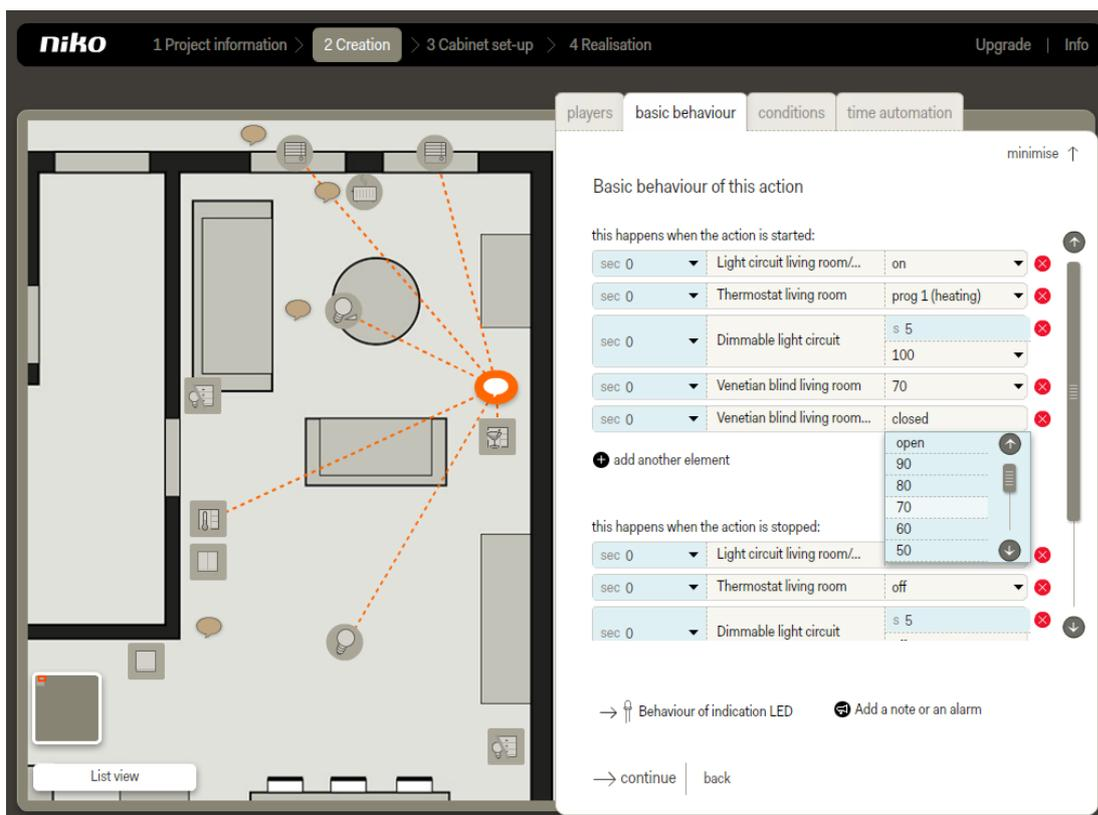 niko
1 Project information
2 Creation
3 Cabinet set-up
4 Realisation
Upgrade | Info
players
basic behaviour
conditions
time automation
minimise
Basic behaviour of this action
this happens when the action is started:
sec 0 Light circuit living room/... on
sec 0 Thermostat living room prog 1 (heating)
sec 0 Dimmable light circuit s 5
100
sec 0 Venetian blind living room 70
sec 0 Venetian blind living room... closed
open
90
80
70
60
50
add another element
this happens when the action is stopped:
sec 0 Light circuit living room/...
sec 0 Thermostat living room off
sec 0 Dimmable light circuit s 5
Behaviour of indication LED
Add a note or an alarm
continue
back
List view